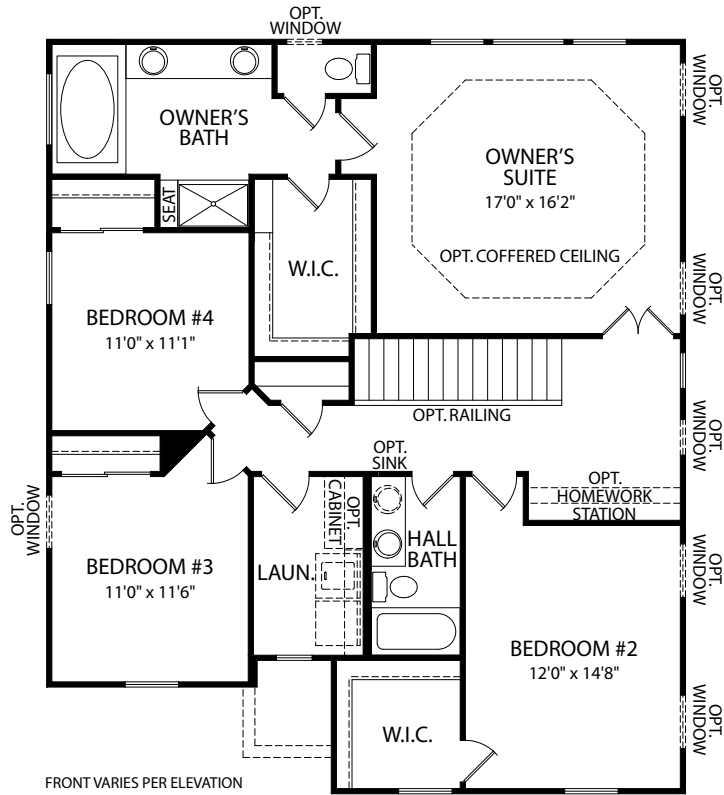 OPT.
WINDOW
OPT.
WINDOW
OWNER'S
BATH
OWNER'S
SUITE
17'0" x 16'2"
SEAT
OPT. COFFERED CEILING
W.I.C.
OPT.
WINDOW
BEDROOM #4
11'0" x 11'1"
OPT. RAILING
OPT.
WINDOW
OPT.
SINK
OPT.
HOMEWORK
STATION
OPT.
CABINET
OPT.
WINDOW
HALL
BATH
LAUN.
BEDROOM #3
11'0" x 11'6"
OPT.
WINDOW
BEDROOM #2
12'0" x 14'8"
OPT.
WINDOW
W.I.C.
FRONT VARIES PER ELEVATION